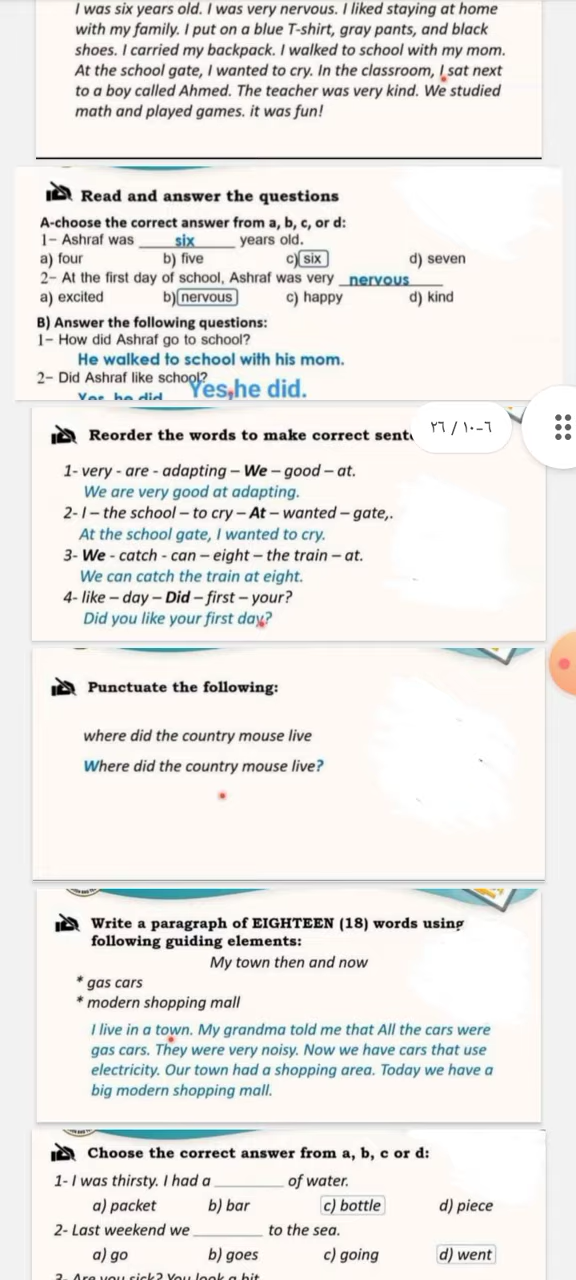 I was six years old. I was very nervous. I liked staying at home
with my family. I put on a blue T-shirt, gray pants, and black
shoes. I carried my backpack. I walked to school with my mom.
At the school gate, I wanted to cry. In the classroom, I sat next
to a boy called Ahmed. The teacher was very kind. We studied
math and played games. it was fun!
Read and answer the questions
A-choose the correct answer from a, b, c, or d:
1- Ashraf was ____six____ years old.
a) four b) five c) six d) seven
2- At the first day of school, Ashraf was very __nervous__
a) excited b) nervous c) happy d) kind
B) Answer the following questions:
1- How did Ashraf go to school?
He walked to school with his mom.
2- Did Ashraf like school?
Yes, he did.
Yes, he did
Reorder the words to make correct sent
٢٦ / ١٠-٦
1- very - are - adapting – We – good – at.
We are very good at adapting.
2- I – the school – to cry – At – wanted – gate,.
At the school gate, I wanted to cry.
3- We - catch - can – eight – the train – at.
We can catch the train at eight.
4- like – day – Did – first – your?
Did you like your first day?
Punctuate the following:
where did the country mouse live
Where did the country mouse live?
Write a paragraph of EIGHTEEN (18) words using
following guiding elements:
My town then and now
* gas cars
* modern shopping mall
I live in a town. My grandma told me that All the cars were
gas cars. They were very noisy. Now we have cars that use
electricity. Our town had a shopping area. Today we have a
big modern shopping mall.
Choose the correct answer from a, b, c or d:
1- I was thirsty. I had a ________ of water.
a) packet b) bar c) bottle d) piece
2- Last weekend we ________ to the sea.
a) go b) goes c) going d) went
3- Are you sick? You look a bit